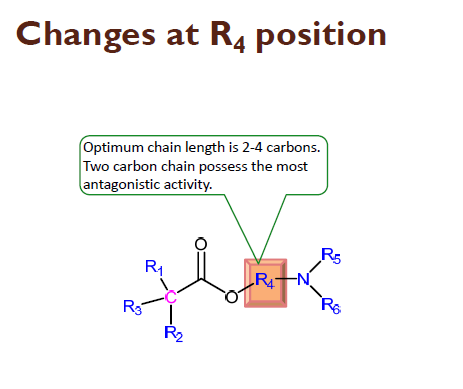 Changes at R4 position
Optimum chain length is 2-4 carbons.
Two carbon chain possess the most
antagonistic activity.
O
R1
R5
R4
N
C
R3
O
R6
R2